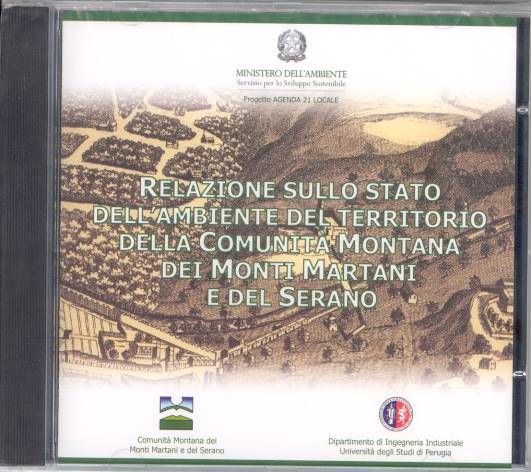 MINISTERO DELL'AMBIENTE
Servizio per lo Sviluppo Sostenibile
Progetto AGENDA 21 LOCALE
RELAZIONE SULLO STATO
DELL'AMBIENTE DEL TERRITORIO
DELLA COMUNITÀ MONTANA
DEI MONTI MARTANI
E DEL SERANO
Comunità Montana dei
Monti Martani e del Serano
Dipartimento di Ingegneria Industriale
Università degli Studi di Perugia